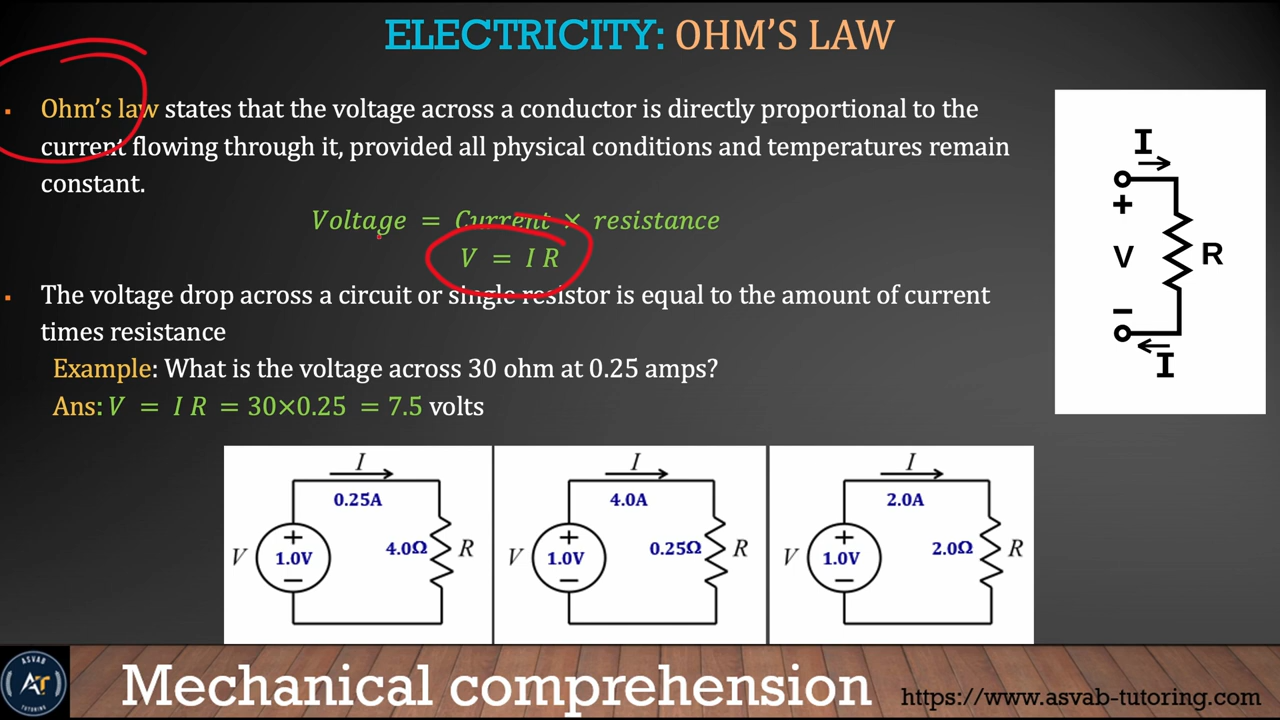 ELECTRICITY: OHM'S LAW
▪ Ohm's law states that the voltage across a conductor is directly proportional to the
current flowing through it, provided all physical conditions and temperatures remain
constant.
Voltage = Current × resistance
V = I R
▪ The voltage drop across a circuit or single resistor is equal to the amount of current
times resistance
Example: What is the voltage across 30 ohm at 0.25 amps?
Ans: V = I R = 30×0.25 = 7.5 volts
I
+
V
R
−
I
I
0.25A
V
+
1.0V
−
4.0Ω
R
I
4.0A
V
+
1.0V
−
0.25Ω
R
I
2.0A
V
+
1.0V
−
2.0Ω
R
ASVAB
AT
TUTORING
Mechanical comprehension
https://www.asvab-tutoring.com